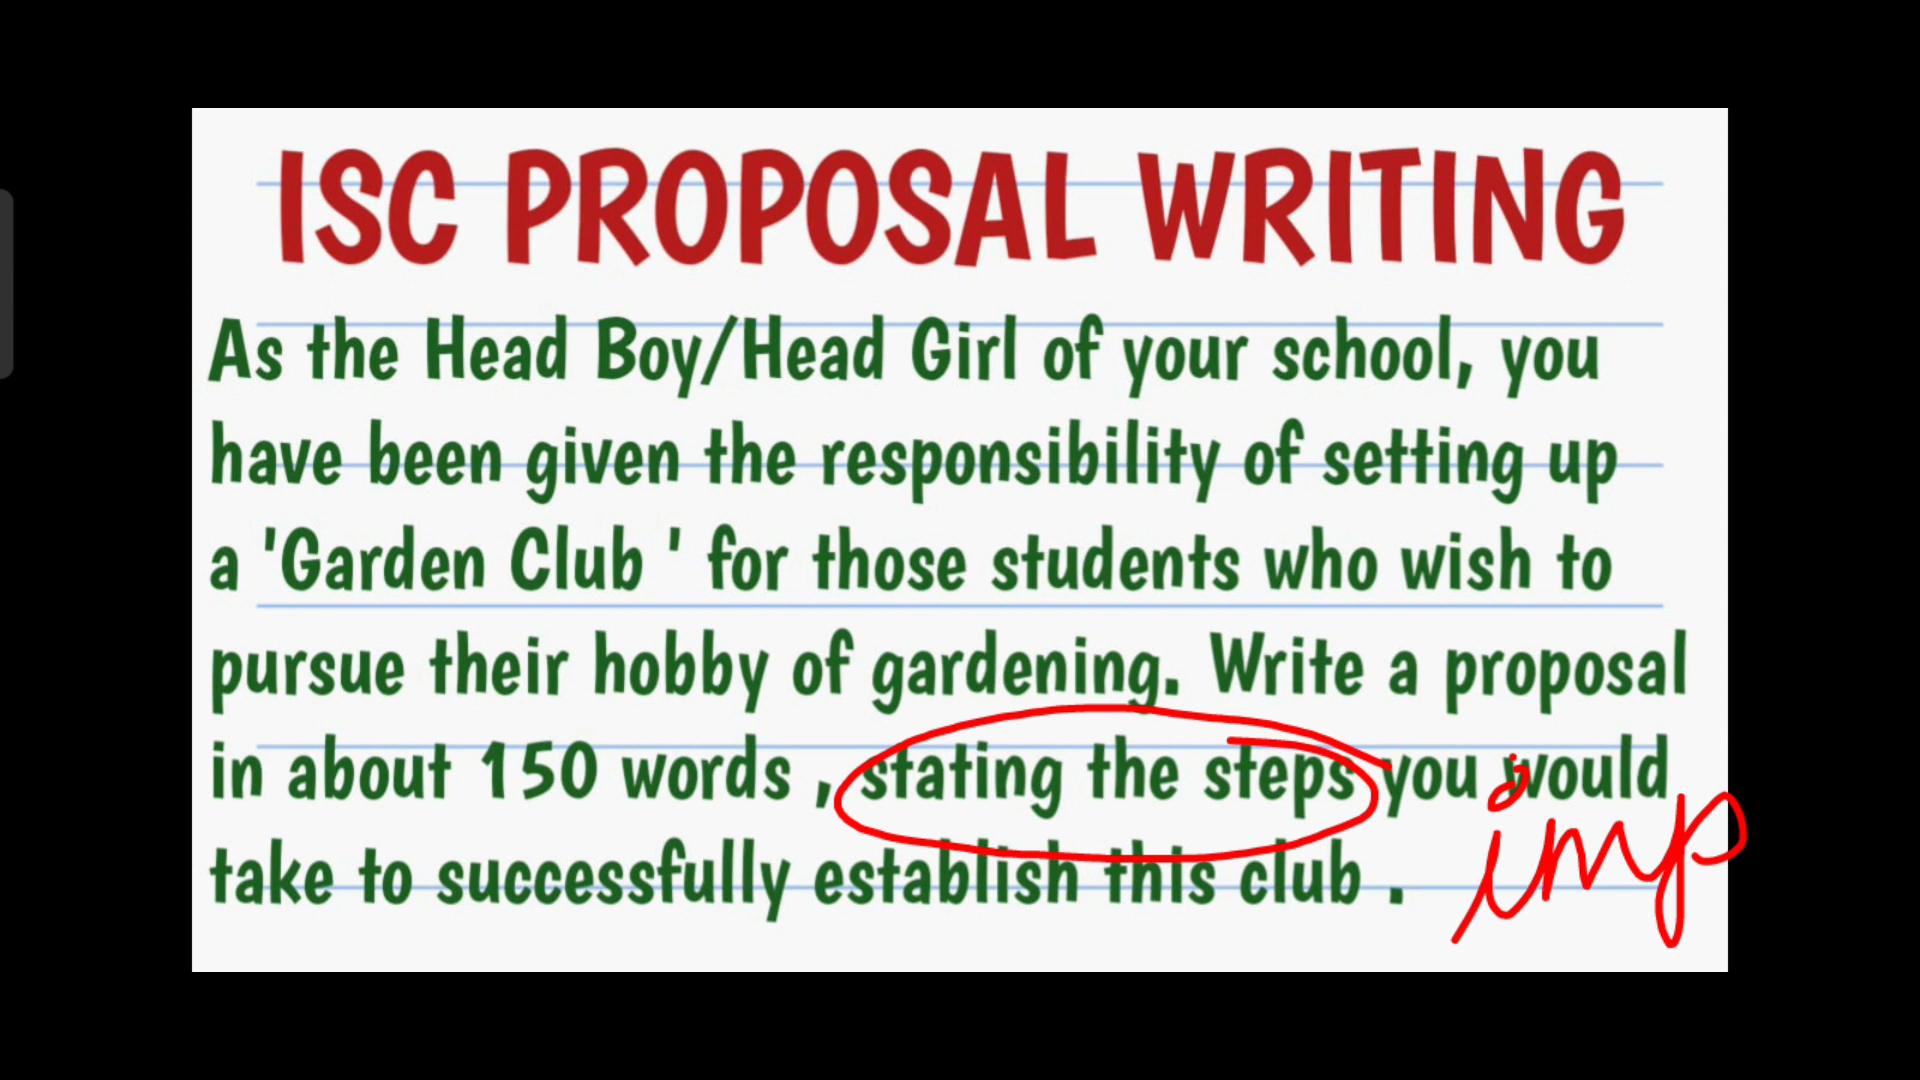 ISC PROPOSAL WRITING
As the Head Boy/Head Girl of your school, you
have been given the responsibility of setting up
a 'Garden Club ' for those students who wish to
pursue their hobby of gardening. Write a proposal
in about 150 words , stating the steps you would
take to successfully establish this club .
imp